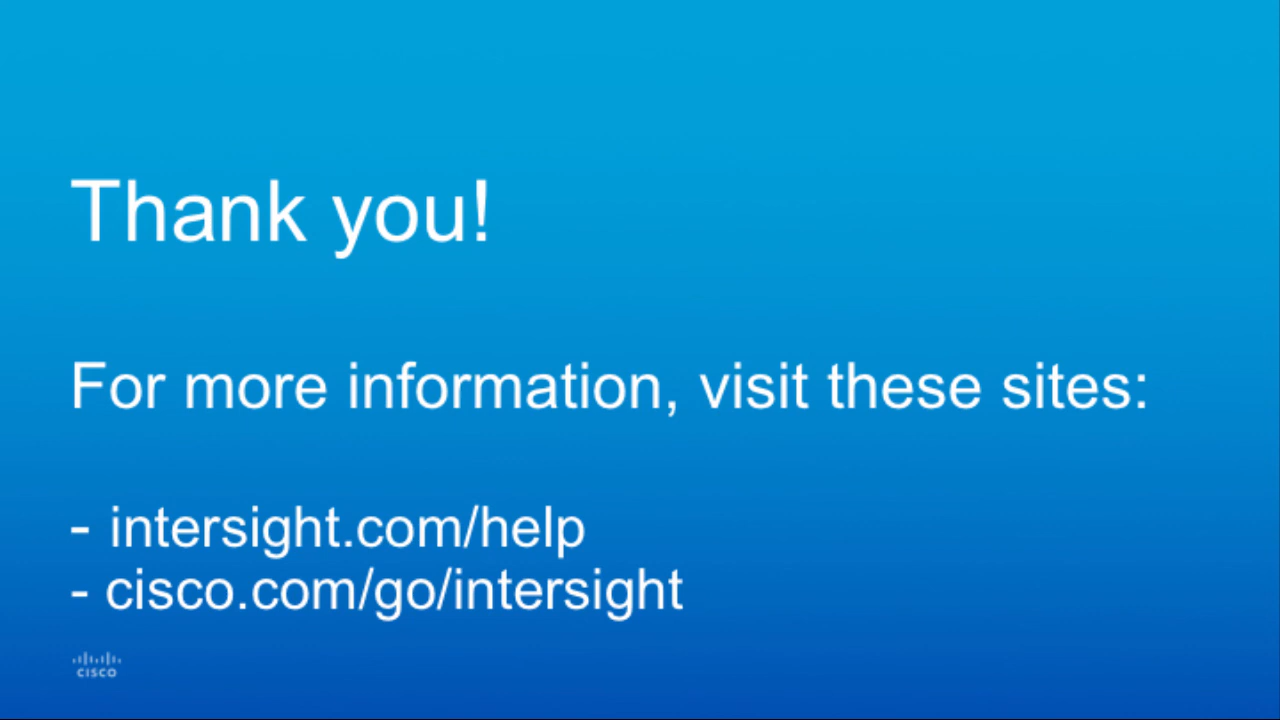 Thank you!
For more information, visit these sites:
- intersight.com/help
- cisco.com/go/intersight
CISCO